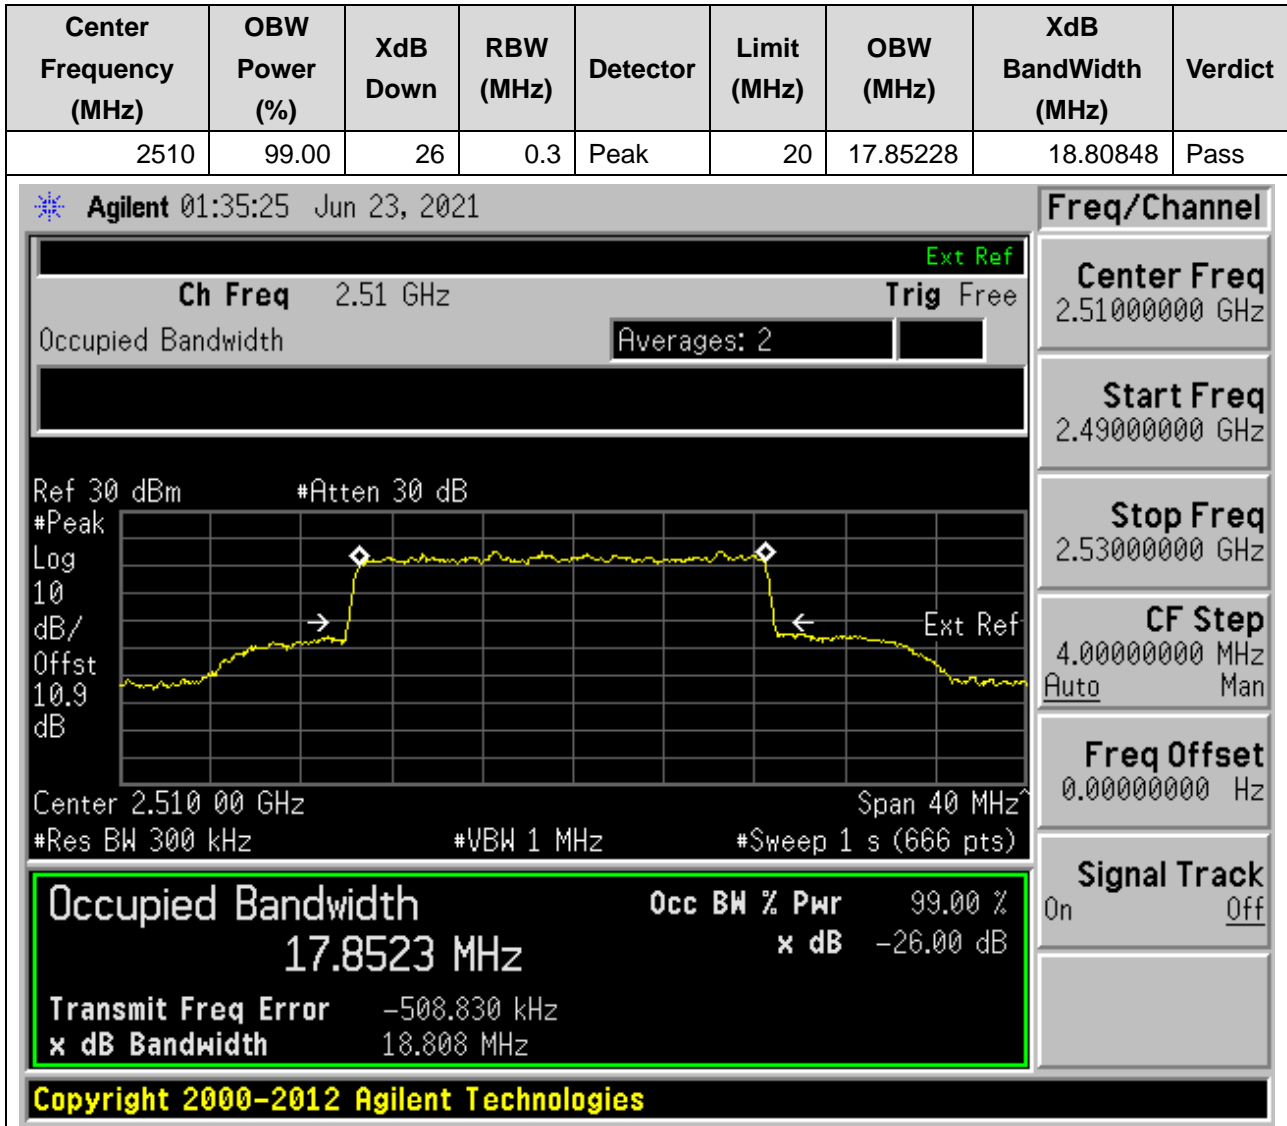 Center Frequency (MHz) OBW Power (%) XdB Down RBW (MHz) Detector Limit (MHz) OBW (MHz) XdB BandWidth (MHz) Verdict
2510 99.00 26 0.3 Peak 20 17.85228 18.80848 Pass
Agilent 01:35:25 Jun 23, 2021
Freq/Channel
Ext Ref
Ch Freq 2.51 GHz Trig Free
Occupied Bandwidth Averages: 2
Ref 30 dBm #Atten 30 dB
#Peak
Log
10
dB/
Offst
10.9
dB
Ext Ref
Center 2.510 00 GHz Span 40 MHz^
#Res BW 300 kHz #VBW 1 MHz #Sweep 1 s (666 pts)
Occupied Bandwidth
17.8523 MHz
Occ BW % Pwr 99.00 %
x dB -26.00 dB
Transmit Freq Error -508.830 kHz
x dB Bandwidth 18.808 MHz
Copyright 2000-2012 Agilent Technologies
Center Freq
2.51000000 GHz
Start Freq
2.49000000 GHz
Stop Freq
2.53000000 GHz
CF Step
4.00000000 MHz
Auto Man
Freq Offset
0.00000000 Hz
Signal Track
On Off